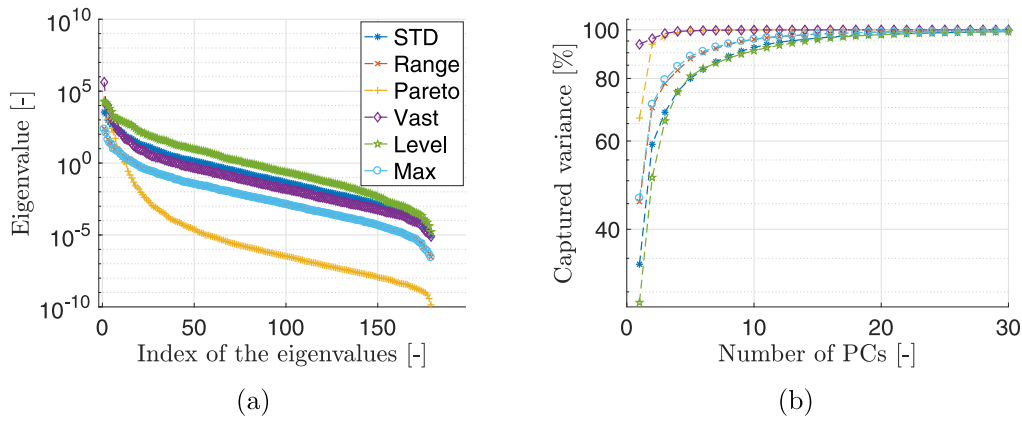 10^10
10^5
10^0
10^-5
10^-10
Eigenvalue [-]
0
50
100
150
Index of the eigenvalues [-]
STD
Range
Pareto
Vast
Level
Max
(a)
100
80
60
40
Captured variance [%]
0
10
20
30
Number of PCs [-]
(b)